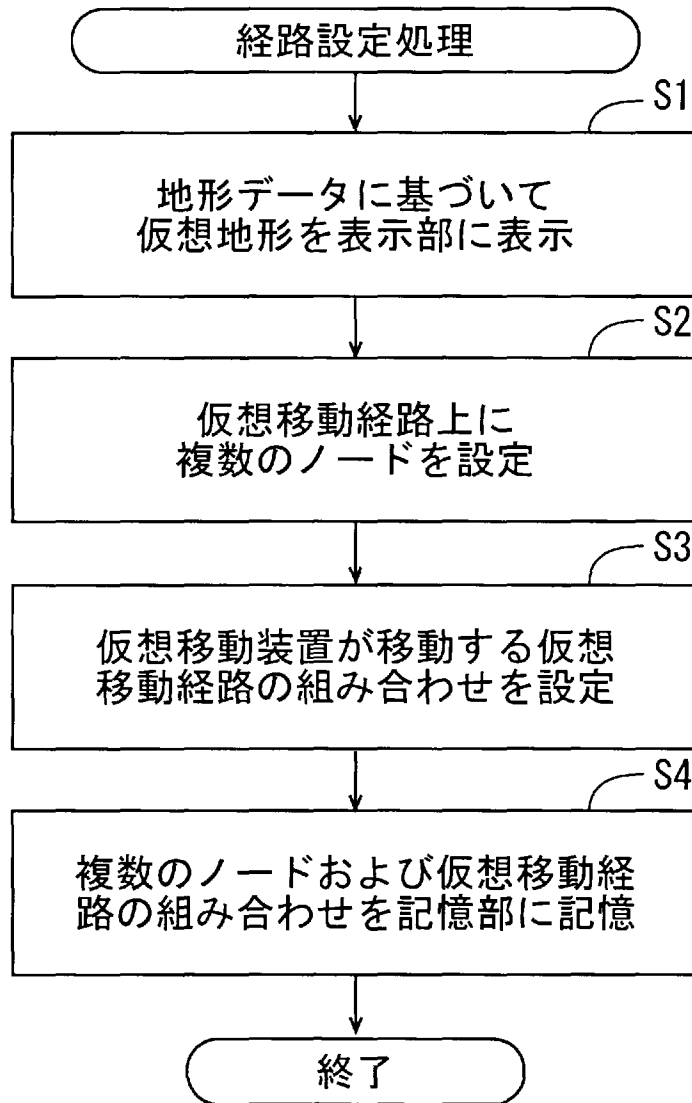 経路設定処理
S1
地形データに基づいて
仮想地形を表示部に表示
S2
仮想移動経路上に
複数のノードを設定
S3
仮想移動装置が移動する仮想
移動経路の組み合わせを設定
S4
複数のノードおよび仮想移動経
路の組み合わせを記憶部に記憶
終了